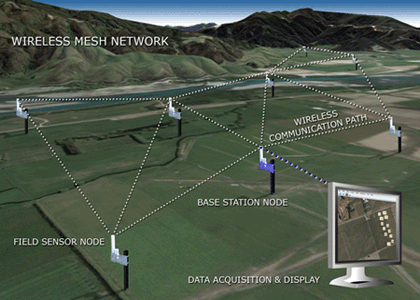 WIRELESS MESH NETWORK
WIRELESS
COMMUNICATION PATH
BASE STATION NODE
FIELD SENSOR NODE
DATA ACQUISITION & DISPLAY